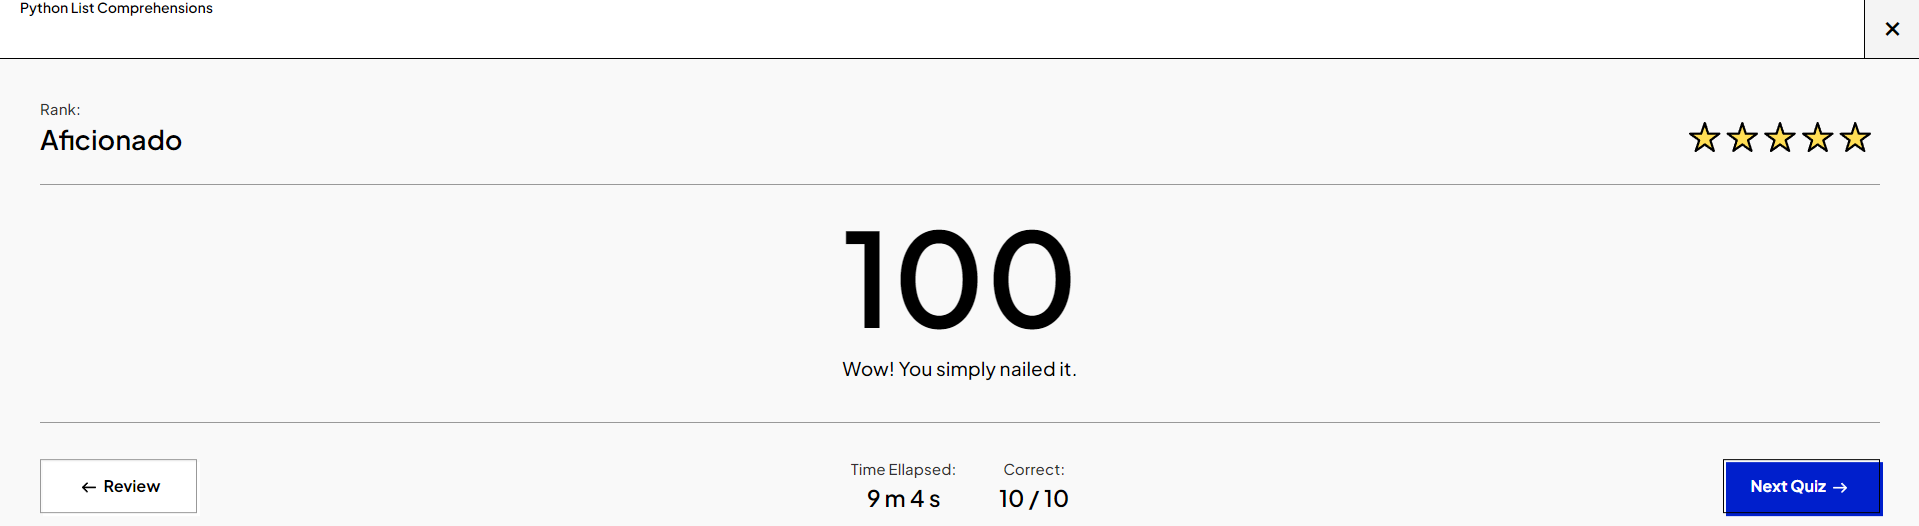 Python List Comprehensions
×
Rank:
Aficionado
100
Wow! You simply nailed it.
← Review
Time Ellapsed:
9 m 4 s
Correct:
10 / 10
Next Quiz →